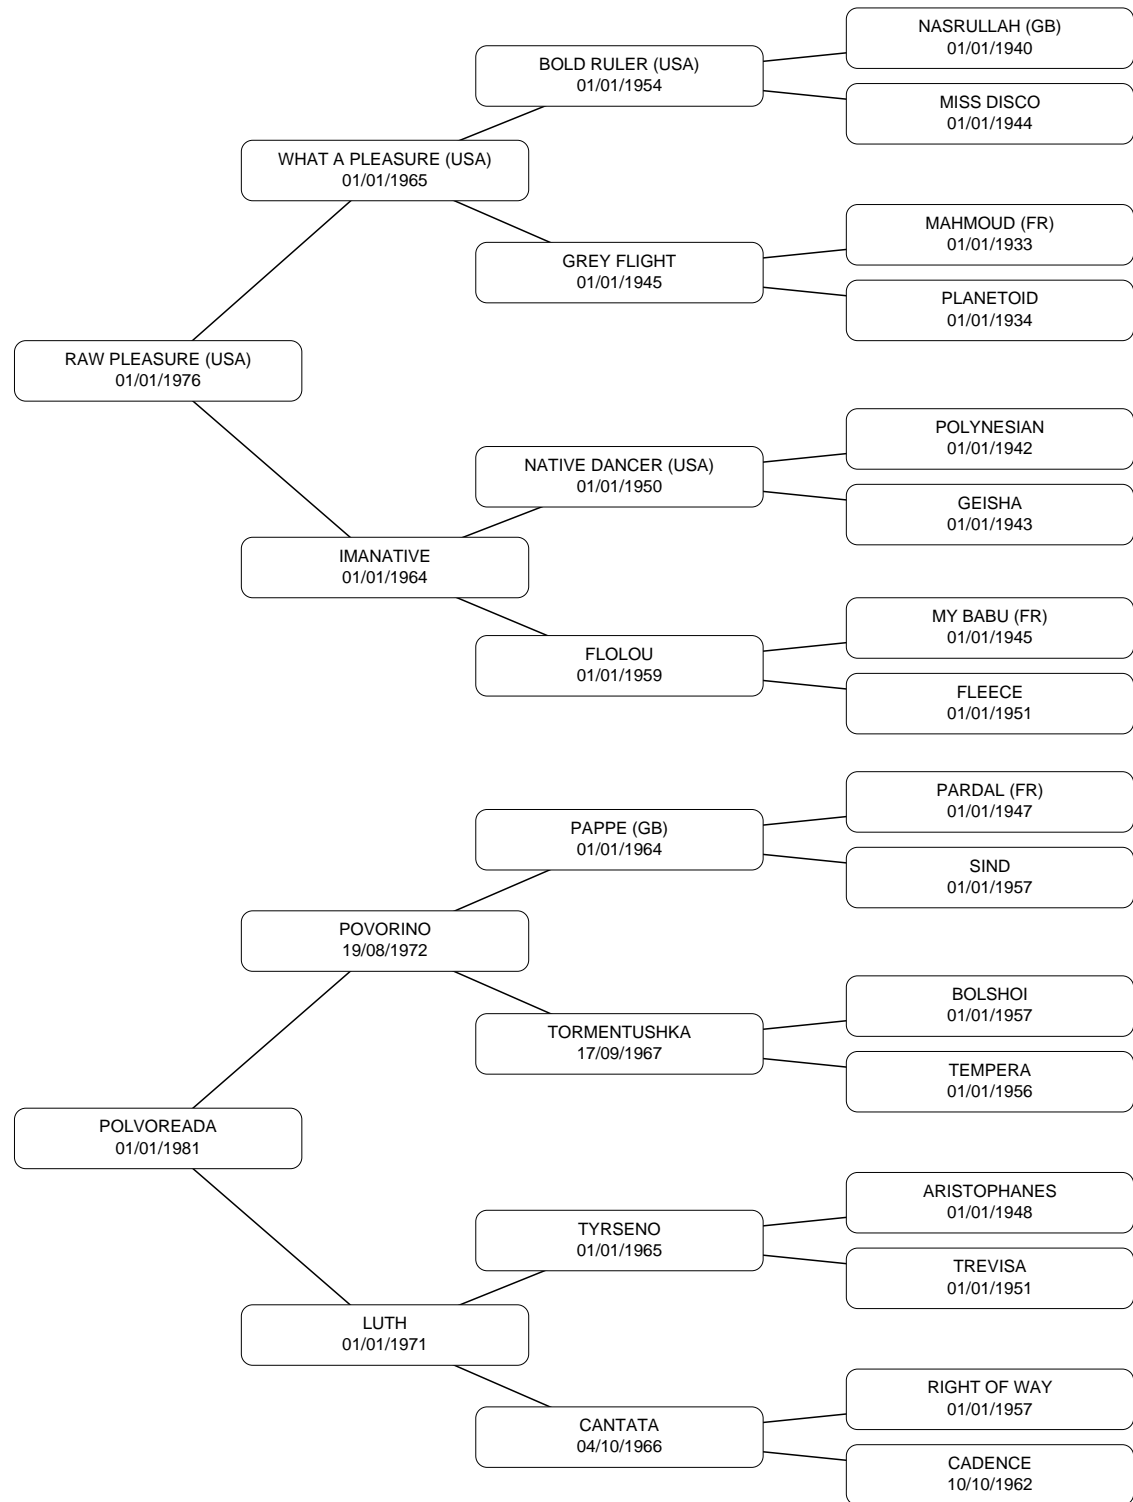 NASRULLAH (GB)
01/01/1940
BOLD RULER (USA)
01/01/1954
MISS DISCO
01/01/1944
WHAT A PLEASURE (USA)
01/01/1965
MAHMOUD (FR)
01/01/1933
GREY FLIGHT
01/01/1945
PLANETOID
01/01/1934
RAW PLEASURE (USA)
01/01/1976
POLYNESIAN
01/01/1942
NATIVE DANCER (USA)
01/01/1950
GEISHA
01/01/1943
IMANATIVE
01/01/1964
MY BABU (FR)
01/01/1945
FLOLOU
01/01/1959
FLEECE
01/01/1951
PARDAL (FR)
01/01/1947
PAPPE (GB)
01/01/1964
SIND
01/01/1957
POVORINO
19/08/1972
BOLSHOI
01/01/1957
TORMENTUSHKA
17/09/1967
TEMPERA
01/01/1956
POLVOREADA
01/01/1981
ARISTOPHANES
01/01/1948
TYRSENO
01/01/1965
TREVISA
01/01/1951
LUTH
01/01/1971
RIGHT OF WAY
01/01/1957
CANTATA
04/10/1966
CADENCE
10/10/1962